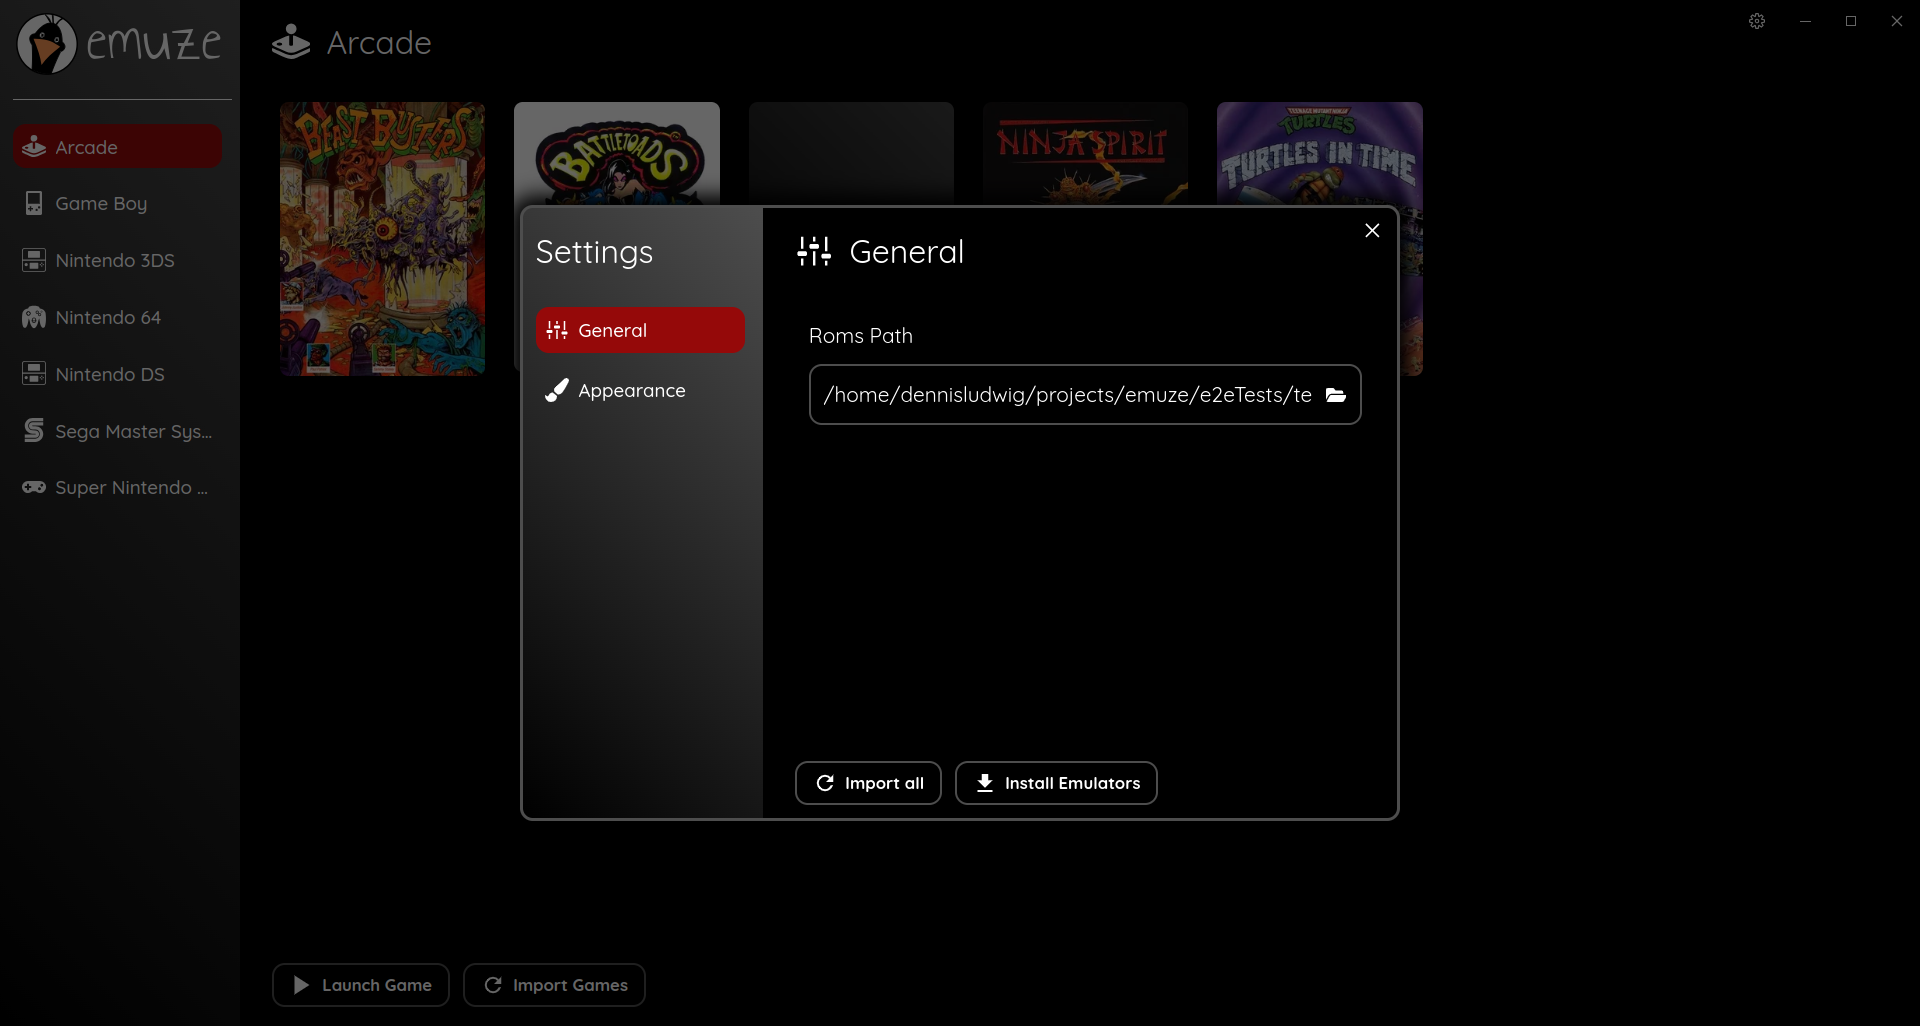 emuze
Arcade
Arcade
Game Boy
Nintendo 3DS
Nintendo 64
Nintendo DS
Sega Master Sys...
Super Nintendo ...
BEAST BUSTERS
BATTLETOADS
NINJA SPIRIT
TEENAGE MUTANT NINJA
TURTLES
TURTLES IN TIME
Settings
General
Appearance
General
Roms Path
/home/dennisludwig/projects/emuze/e2eTests/te
Import all
Install Emulators
Launch Game
Import Games